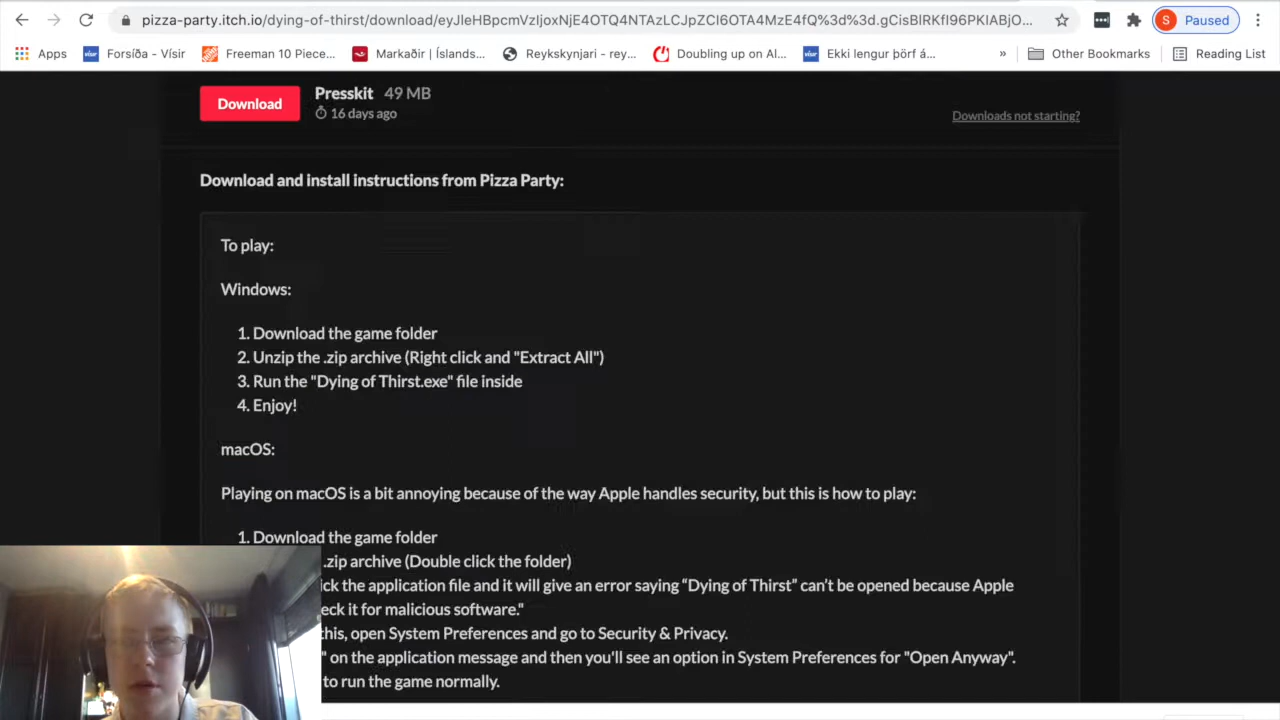 pizza-party.itch.io/dying-of-thirst/download/eyJleHBpcmVzIjoxNjE4OTQ4NTAzLCJpZCI6OTA4MzE4fQ%3d%3d.gCisBlRKfI96PKIABjO...
S Paused
Apps Forsíða - Vísir Freeman 10 Piece... Markaðir | Íslands... Reykskynjari - rey... Doubling up on Al... Ekki lengur þörf á... » Other Bookmarks Reading List
Download Presskit 49 MB
16 days ago
Downloads not starting?
Download and install instructions from Pizza Party:
To play:
Windows:
1. Download the game folder
2. Unzip the .zip archive (Right click and "Extract All")
3. Run the "Dying of Thirst.exe" file inside
4. Enjoy!
macOS:
Playing on macOS is a bit annoying because of the way Apple handles security, but this is how to play:
1. Download the game folder
.zip archive (Double click the folder)
ick the application file and it will give an error saying “Dying of Thirst” can’t be opened because Apple
eck it for malicious software."
this, open System Preferences and go to Security & Privacy.
" on the application message and then you'll see an option in System Preferences for "Open Anyway".
to run the game normally.